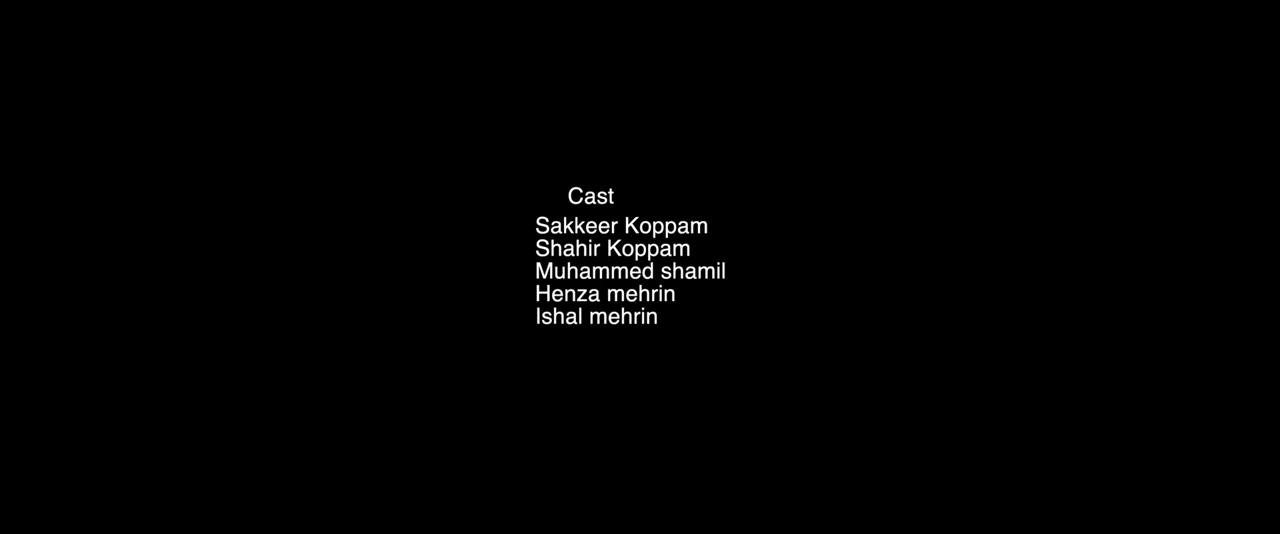 Cast
Sakkeer Koppam
Shahir Koppam
Muhammed shamil
Henza mehrin
Ishal mehrin